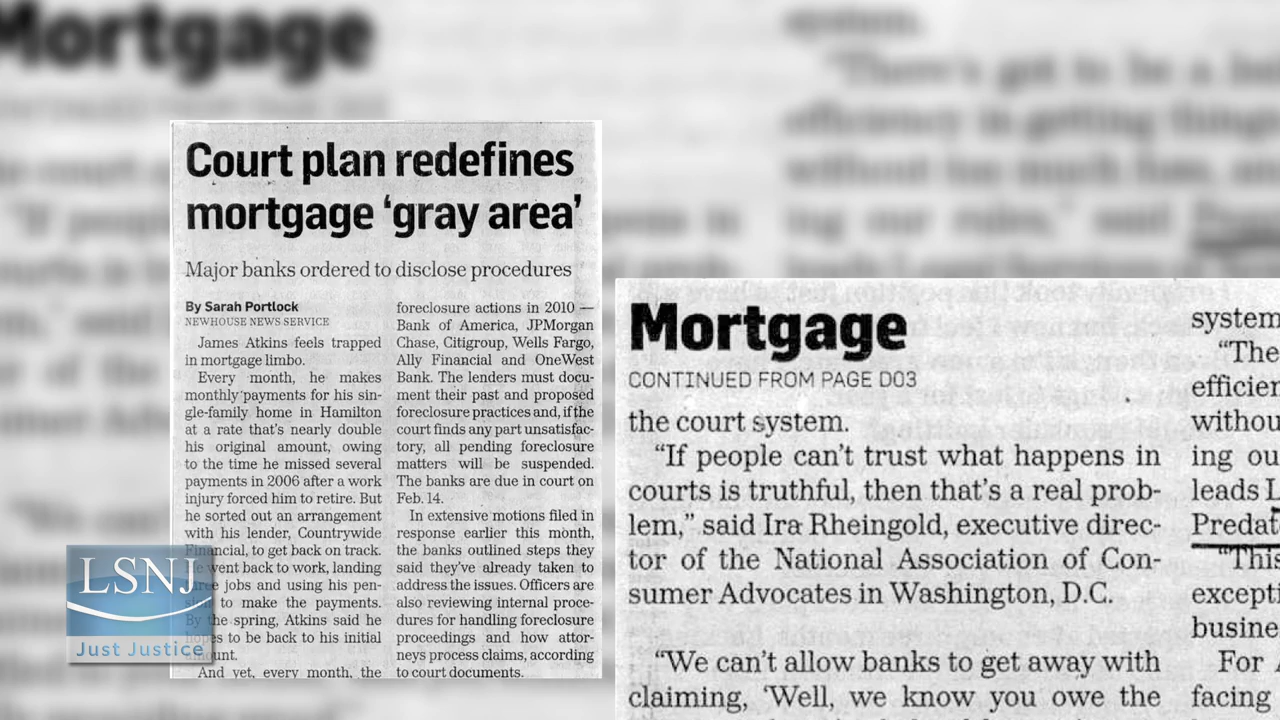 Court plan redefines
mortgage ‘gray area’
Major banks ordered to disclose procedures
By Sarah Portlock
NEWHOUSE NEWS SERVICE
James Atkins feels trapped
in mortgage limbo.
Every month, he makes
monthly payments for his sin-
gle-family home in Hamilton
at a rate that’s nearly double
his original amount, owing
to the time he missed several
payments in 2006 after a work
injury forced him to retire. But
he sorted out an arrangement
with his lender, Countrywide
Financial, to get back on track.
He went back to work, landing
three jobs and using his pen-
sion to make the payments.
By the spring, Atkins said he
hopes to be back to his initial
amount.
And yet, every month, the
foreclosure actions in 2010 —
Bank of America, JPMorgan
Chase, Citigroup, Wells Fargo,
Ally Financial and OneWest
Bank. The lenders must docu-
ment their past and proposed
foreclosure practices and, if the
court finds any part unsatisfac-
tory, all pending foreclosure
matters will be suspended.
The banks are due in court on
Feb. 14.
In extensive motions filed in
response earlier this month,
the banks outlined steps they
said they’ve already taken to
address the issues. Officers are
also reviewing internal proce-
dures for handling foreclosure
proceedings and how attor-
neys process claims, according
to court documents.
LSNJ
Just Justice
Mortgage
CONTINUED FROM PAGE D03
the court system.
“If people can’t trust what happens in
courts is truthful, then that’s a real prob-
lem,” said Ira Rheingold, executive direc-
tor of the National Association of Con-
sumer Advocates in Washington, D.C.
“We can’t allow banks to get away with
claiming, ‘Well, we know you owe the
system
“The
efficien
withou
ing ou
leads L
Predat
“This
excepti
busine
For A
facing
Mortgage